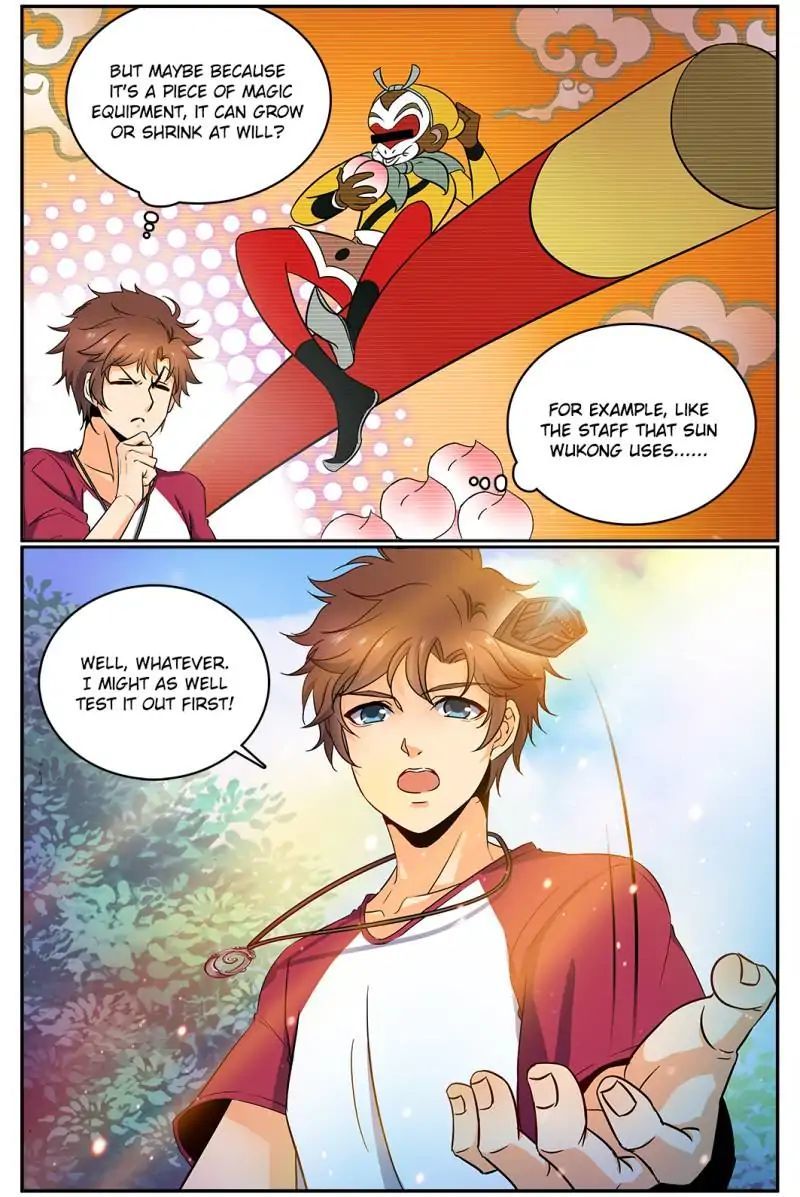 BUT MAYBE BECAUSE
IT'S A PIECE OF MAGIC
EQUIPMENT, IT CAN GROW
OR SHRINK AT WILL?
FOR EXAMPLE, LIKE
THE STAFF THAT SUN
WUKONG USES......
WELL, WHATEVER.
I MIGHT AS WELL
TEST IT OUT FIRST!